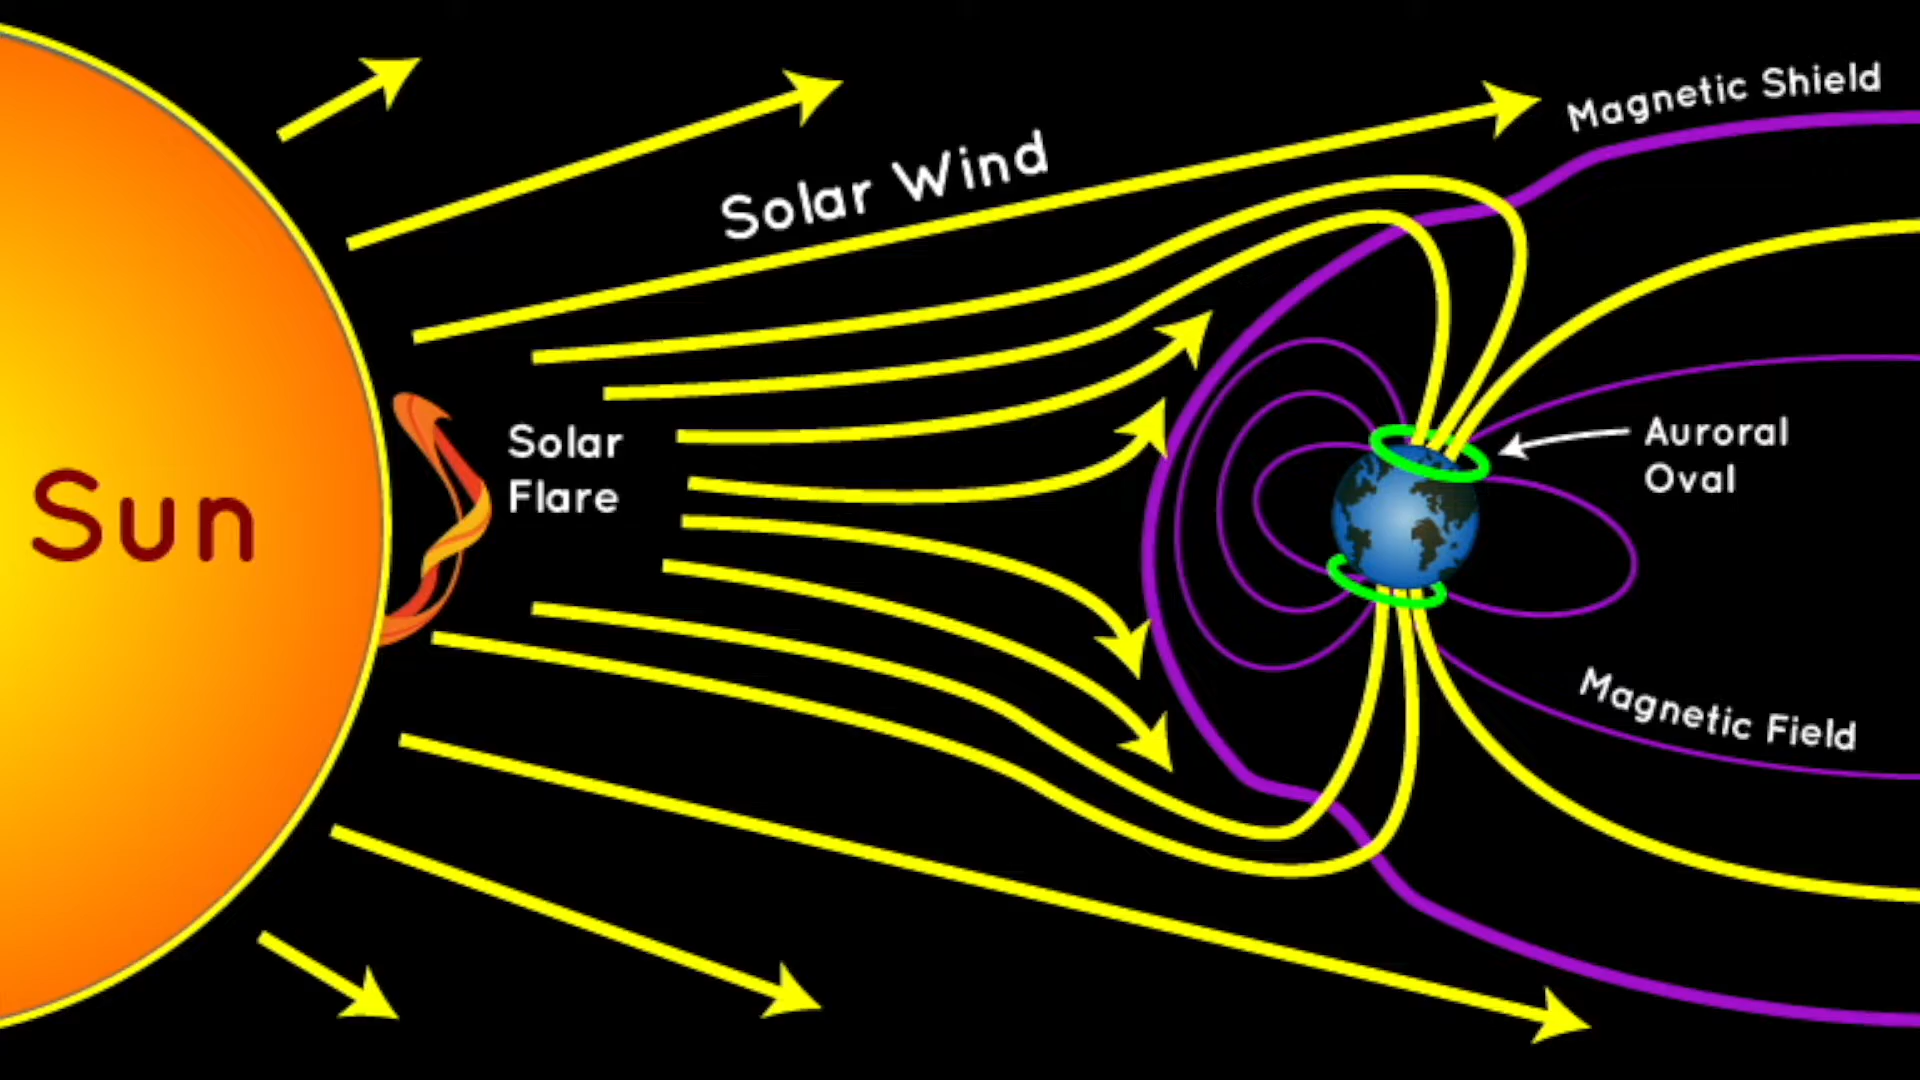 Magnetic Shield
Solar Wind
Solar
Flare
Sun
Auroral
Oval
Magnetic Field